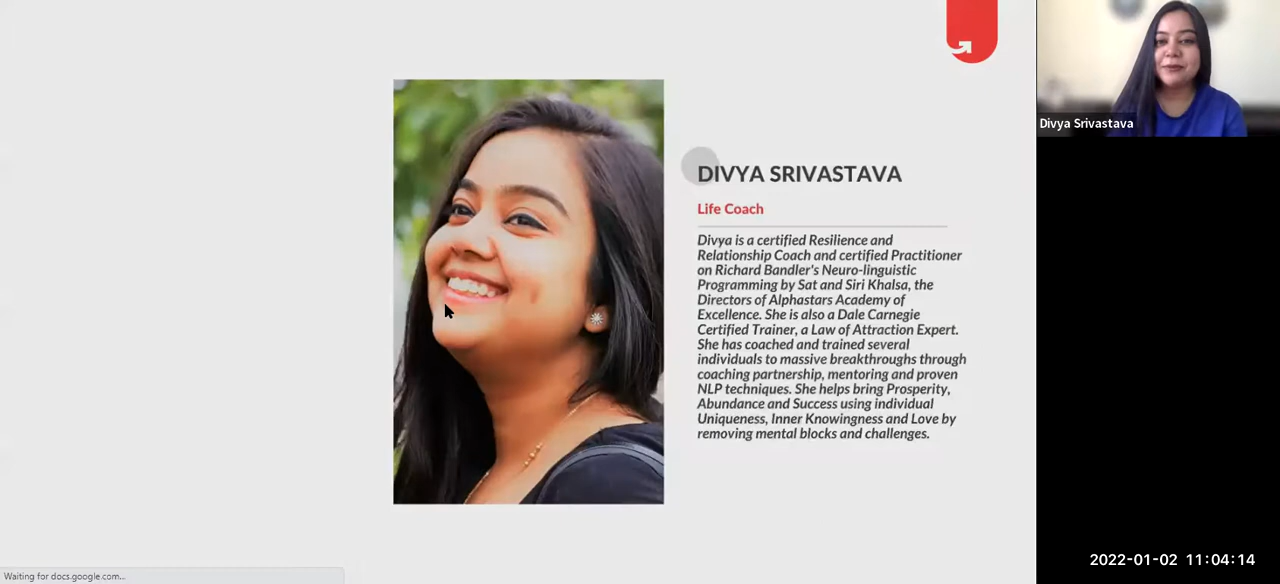 DIVYA SRIVASTAVA
Life Coach
Divya is a certified Resilience and
Relationship Coach and certified Practitioner
on Richard Bandler's Neuro-linguistic
Programming by Sat and Siri Khalsa, the
Directors of Alphastars Academy of
Excellence. She is also a Dale Carnegie
Certified Trainer, a Law of Attraction Expert.
She has coached and trained several
individuals to massive breakthroughs through
coaching partnership, mentoring and proven
NLP techniques. She helps bring Prosperity,
Abundance and Success using individual
Uniqueness, Inner Knowingness and Love by
removing mental blocks and challenges.
Divya Srivastava
Waiting for docs.google.com...
2022-01-02 11:04:14